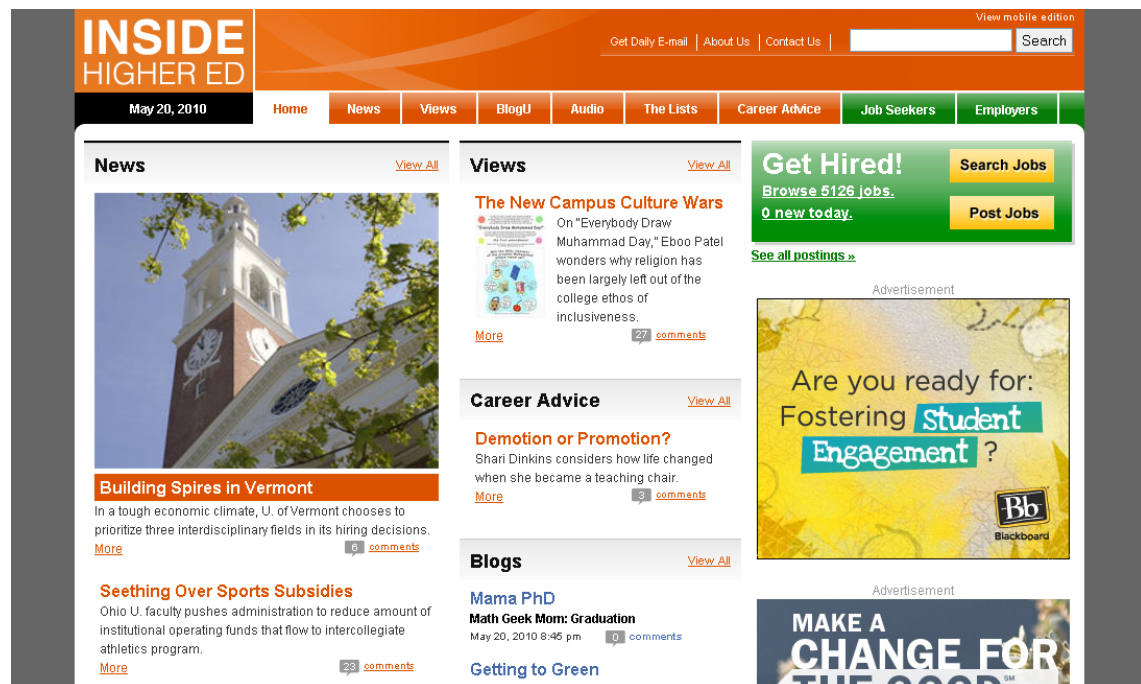 View mobile edition
INSIDE
HIGHER ED
Get Daily E-mail | About Us | Contact Us |
Search
May 20, 2010
Home
News
Views
BlogU
Audio
The Lists
Career Advice
Job Seekers
Employers
News
View All
Building Spires in Vermont
In a tough economic climate, U. of Vermont chooses to
prioritize three interdisciplinary fields in its hiring decisions.
More
6 comments
Seething Over Sports Subsidies
Ohio U. faculty pushes administration to reduce amount of
institutional operating funds that flow to intercollegiate
athletics program.
More
23 comments
Views
View All
The New Campus Culture Wars
"Everybody Draw Muhammad Day"
On "Everybody Draw
Muhammad Day," Eboo Patel
wonders why religion has
been largely left out of the
college ethos of
inclusiveness.
More
27 comments
Career Advice
View All
Demotion or Promotion?
Shari Dinkins considers how life changed
when she became a teaching chair.
More
3 comments
Blogs
View All
Mama PhD
Math Geek Mom: Graduation
May 20, 2010 8:45 pm
0 comments
Getting to Green
Get Hired!
Browse 5126 jobs.
0 new today.
Search Jobs
Post Jobs
See all postings »
Advertisement
Are you ready for:
Fostering Student
Engagement ?
Bb
Blackboard
Advertisement
MAKE A
CHANGE FOR
THE GOOD℠